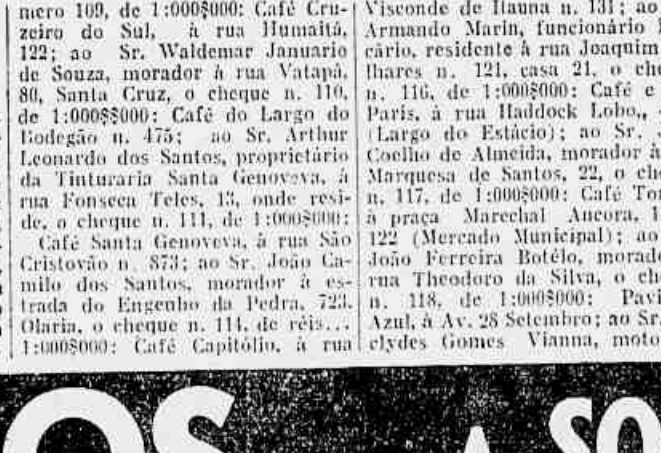 mero 109, de 1:000$000: Café Cru-
zeiro do Sul, à rua Humaitá,
122; ao Sr. Waldemar Januario
de Souza, morador à rua Vatapá,
80, Santa Cruz, o cheque n. 110,
de 1:000$$000: Café do Largo do
Bodegão n. 475; ao Sr. Arthur
Leonardo dos Santos, proprietário
da Tinturaria Santa Genoveva, à
rua Fonseca Teles, 13, onde resi-
de, o cheque n. 111, de 1:000$000:
Café Santa Genoveva, à rua São
Cristovão n. 873; ao Sr. João Ca-
milo dos Santos, morador à es-
trada do Engenho da Pedra, 723,
Olaria, o cheque n. 114, de réis...
1:000$000: Café Capitólio, à rua
Visconde de Itauna n. 131; ao
Armando Marin, funcionário
cário, residente à rua Joaquim
lhares n. 121, casa 21, o che
n. 116, de 1:000$000: Café e
Paris, à rua Haddock Lobo,,
(Largo do Estácio); ao Sr.
Coelho de Almeida, morador à
Marquesa de Santos, 22, o che
n. 117, de 1:000$000: Café To
à praça Marechal Ancora, 1
122 (Mercado Municipal); ao
João Ferreira Botélo, morado
rua Theodoro da Silva, o ch
n. 118, de 1:000$000: Pavi
Azul, à Av. 28 Setembro; ao Sr.
clydes Gomes Vianna, moto
OS A SO